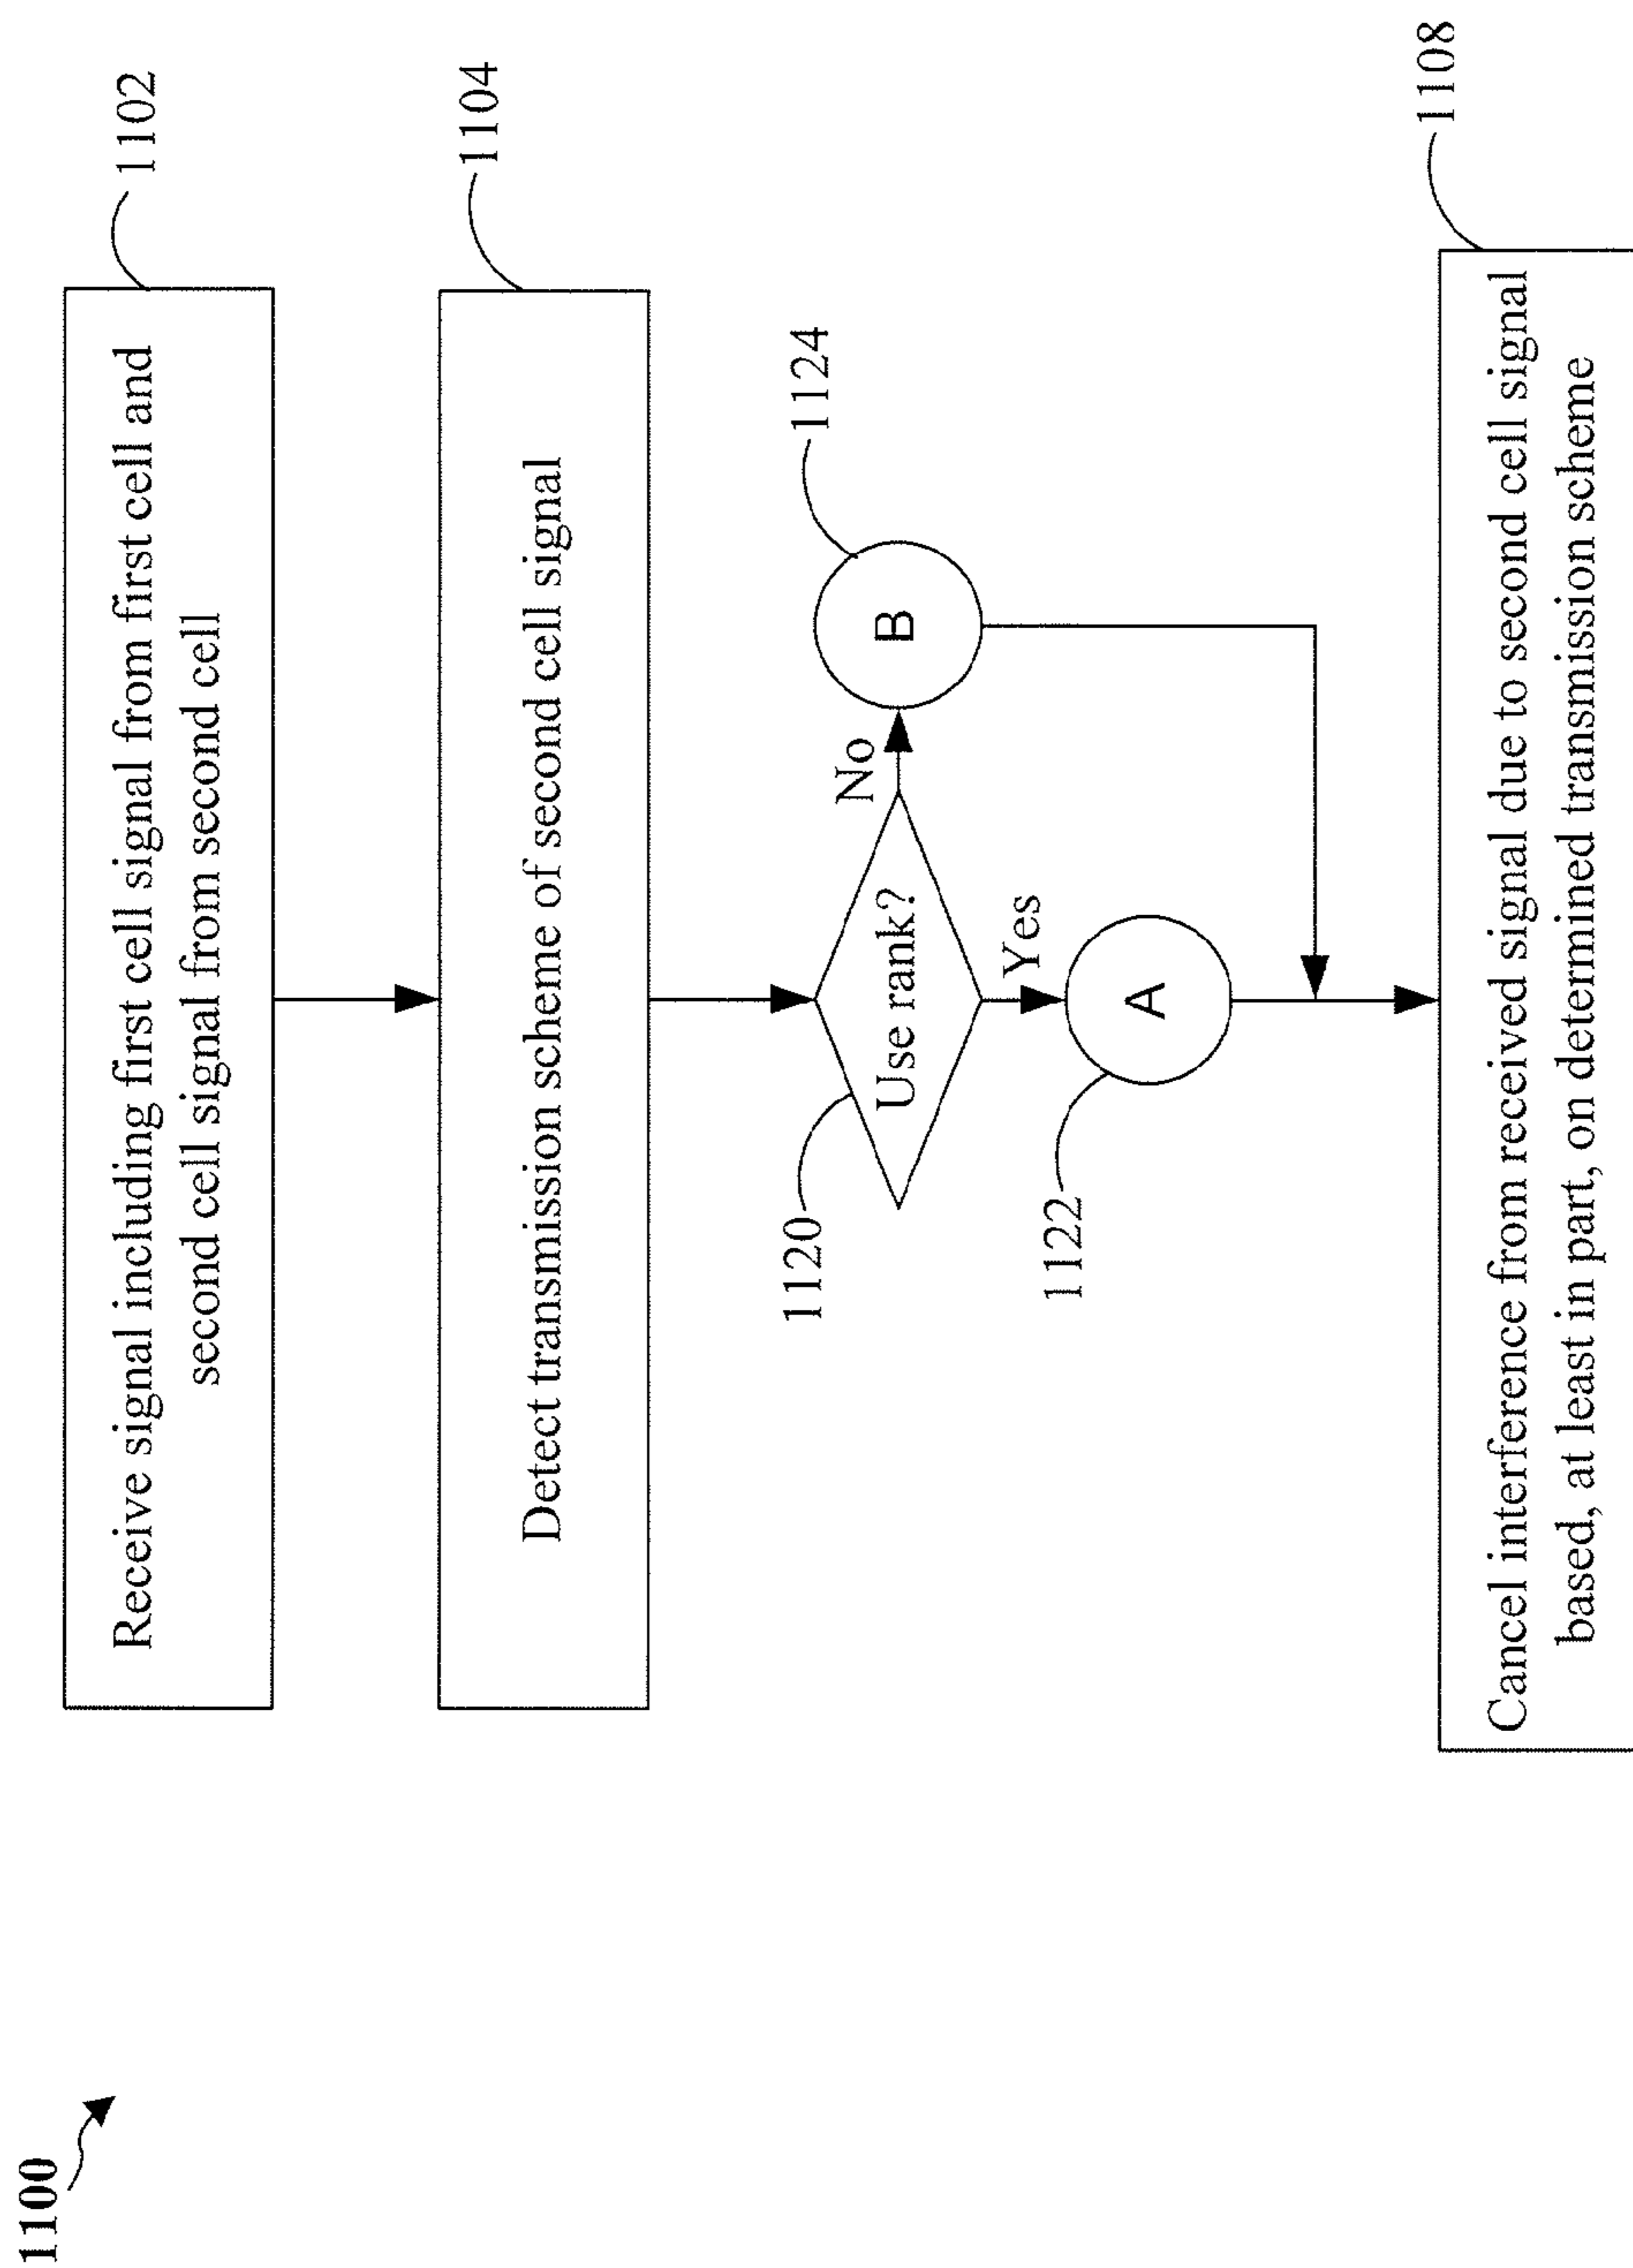 1100
Receive signal including first cell signal from first cell and
second cell signal from second cell
1102
Detect transmission scheme of second cell signal
1104
1120
Use rank?
No
B
1124
Yes
1122
A
Cancel interference from received signal due to second cell signal
based, at least in part, on determined transmission scheme
1108